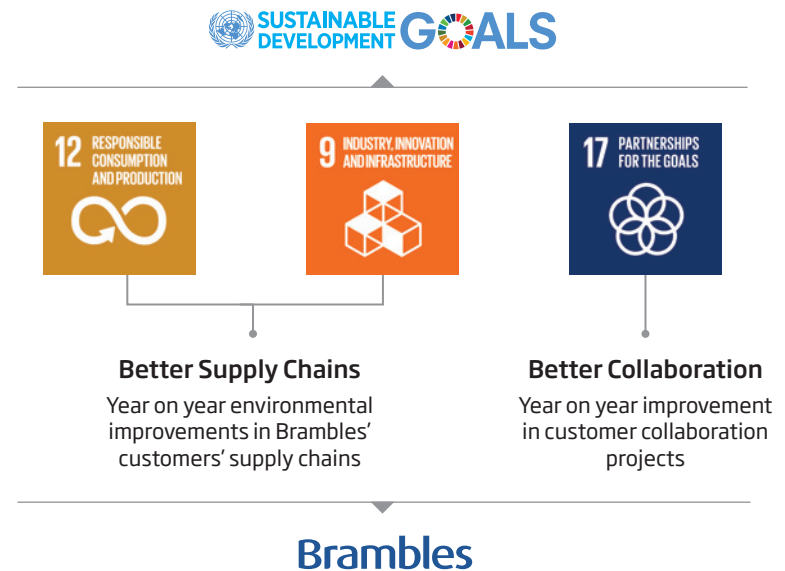 SUSTAINABLE
DEVELOPMENT GOALS
12 RESPONSIBLE
CONSUMPTION
AND PRODUCTION
9 INDUSTRY, INNOVATION
AND INFRASTRUCTURE
17 PARTNERSHIPS
FOR THE GOALS
Better Supply Chains
Year on year environmental
improvements in Brambles’
customers’ supply chains
Better Collaboration
Year on year improvement
in customer collaboration
projects
Brambles